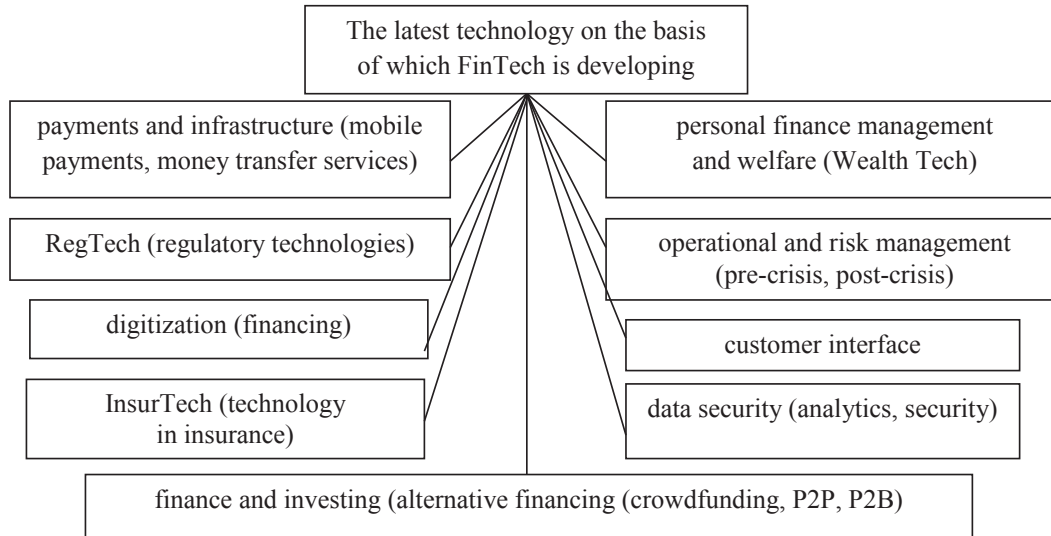 The latest technology on the basis
of which FinTech is developing
payments and infrastructure (mobile
payments, money transfer services)
personal finance management
and welfare (Wealth Tech)
RegTech (regulatory technologies)
operational and risk management
(pre-crisis, post-crisis)
digitization (financing)
customer interface
InsurTech (technology
in insurance)
data security (analytics, security)
finance and investing (alternative financing (crowdfunding, P2P, P2B)